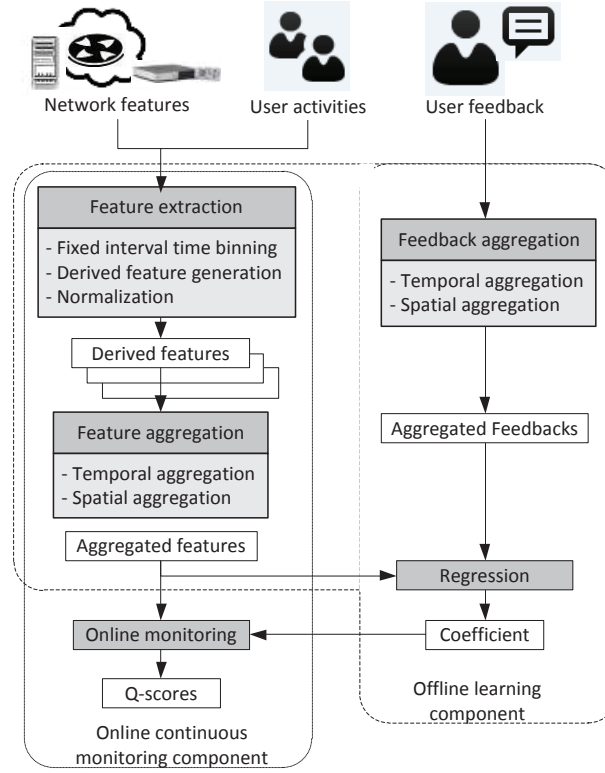 Network features
User activities
User feedback
Feature extraction
- Fixed interval time binning
- Derived feature generation
- Normalization
Derived features
Feature aggregation
- Temporal aggregation
- Spatial aggregation
Aggregated features
Online monitoring
Q-scores
Online continuous
monitoring component
Feedback aggregation
- Temporal aggregation
- Spatial aggregation
Aggregated Feedbacks
Regression
Coefficient
Offline learning
component